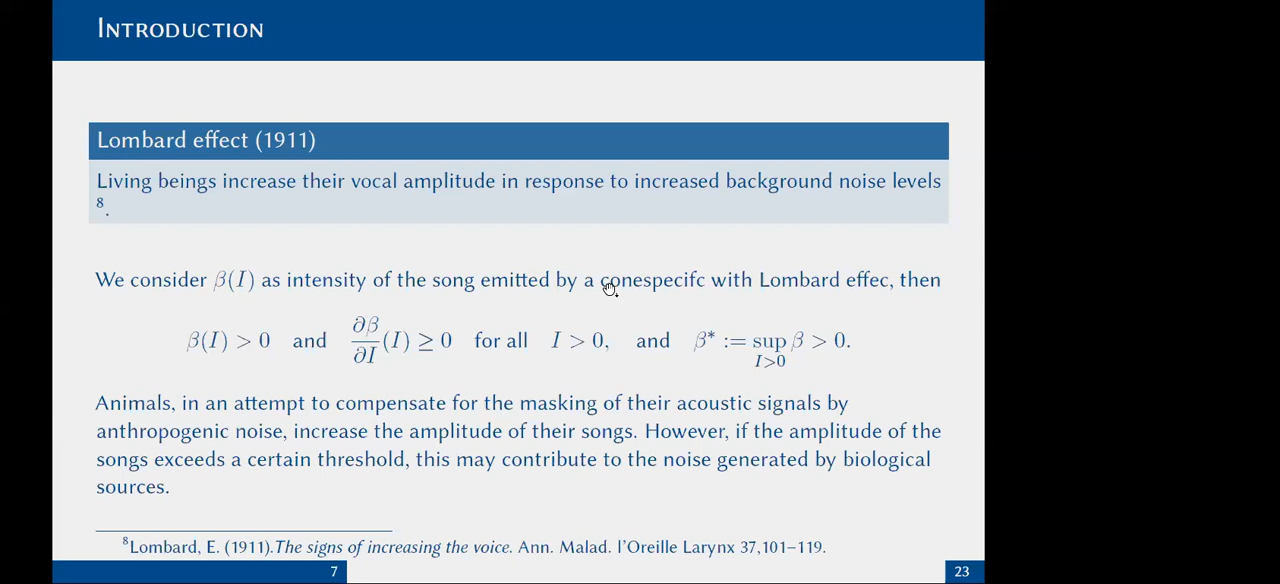 Introduction
Lombard effect (1911)
Living beings increase their vocal amplitude in response to increased background noise levels
8.
We consider β(I) as intensity of the song emitted by a conespecifc with Lombard effec, then
β(I) > 0 and ∂β/∂I (I) ≥ 0 for all I > 0, and β* := sup I>0 β > 0.
Animals, in an attempt to compensate for the masking of their acoustic signals by
anthropogenic noise, increase the amplitude of their songs. However, if the amplitude of the
songs exceeds a certain threshold, this may contribute to the noise generated by biological
sources.
8Lombard, E. (1911).The signs of increasing the voice. Ann. Malad. l'Oreille Larynx 37,101–119.
7 23